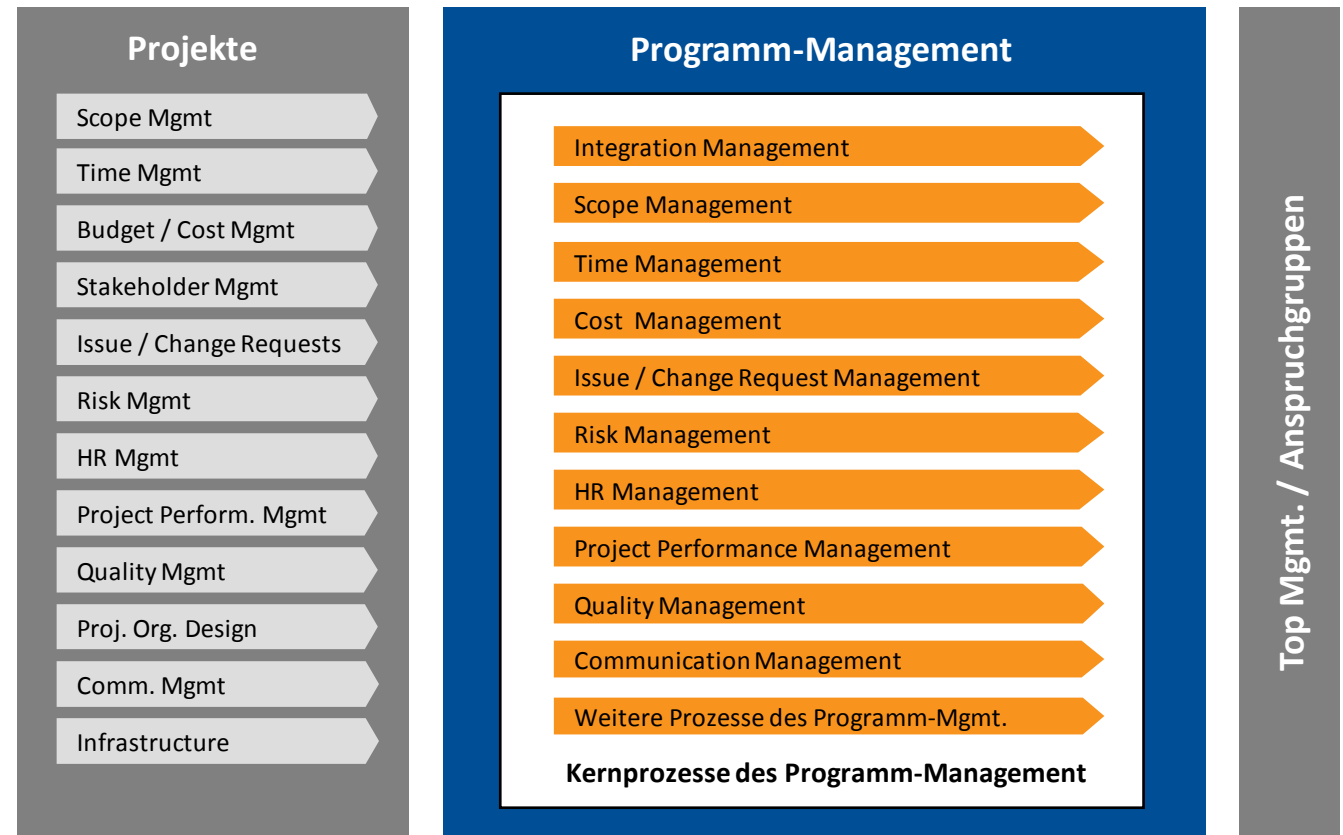 Projekte
Scope Mgmt
Time Mgmt
Budget / Cost Mgmt
Stakeholder Mgmt
Issue / Change Requests
Risk Mgmt
HR Mgmt
Project Perform. Mgmt
Quality Mgmt
Proj. Org. Design
Comm. Mgmt
Infrastructure
Programm-Management
Integration Management
Scope Management
Time Management
Cost Management
Issue / Change Request Management
Risk Management
HR Management
Project Performance Management
Quality Management
Communication Management
Weitere Prozesse des Programm-Mgmt.
Kernprozesse des Programm-Management
Top Mgmt. / Anspruchgruppen